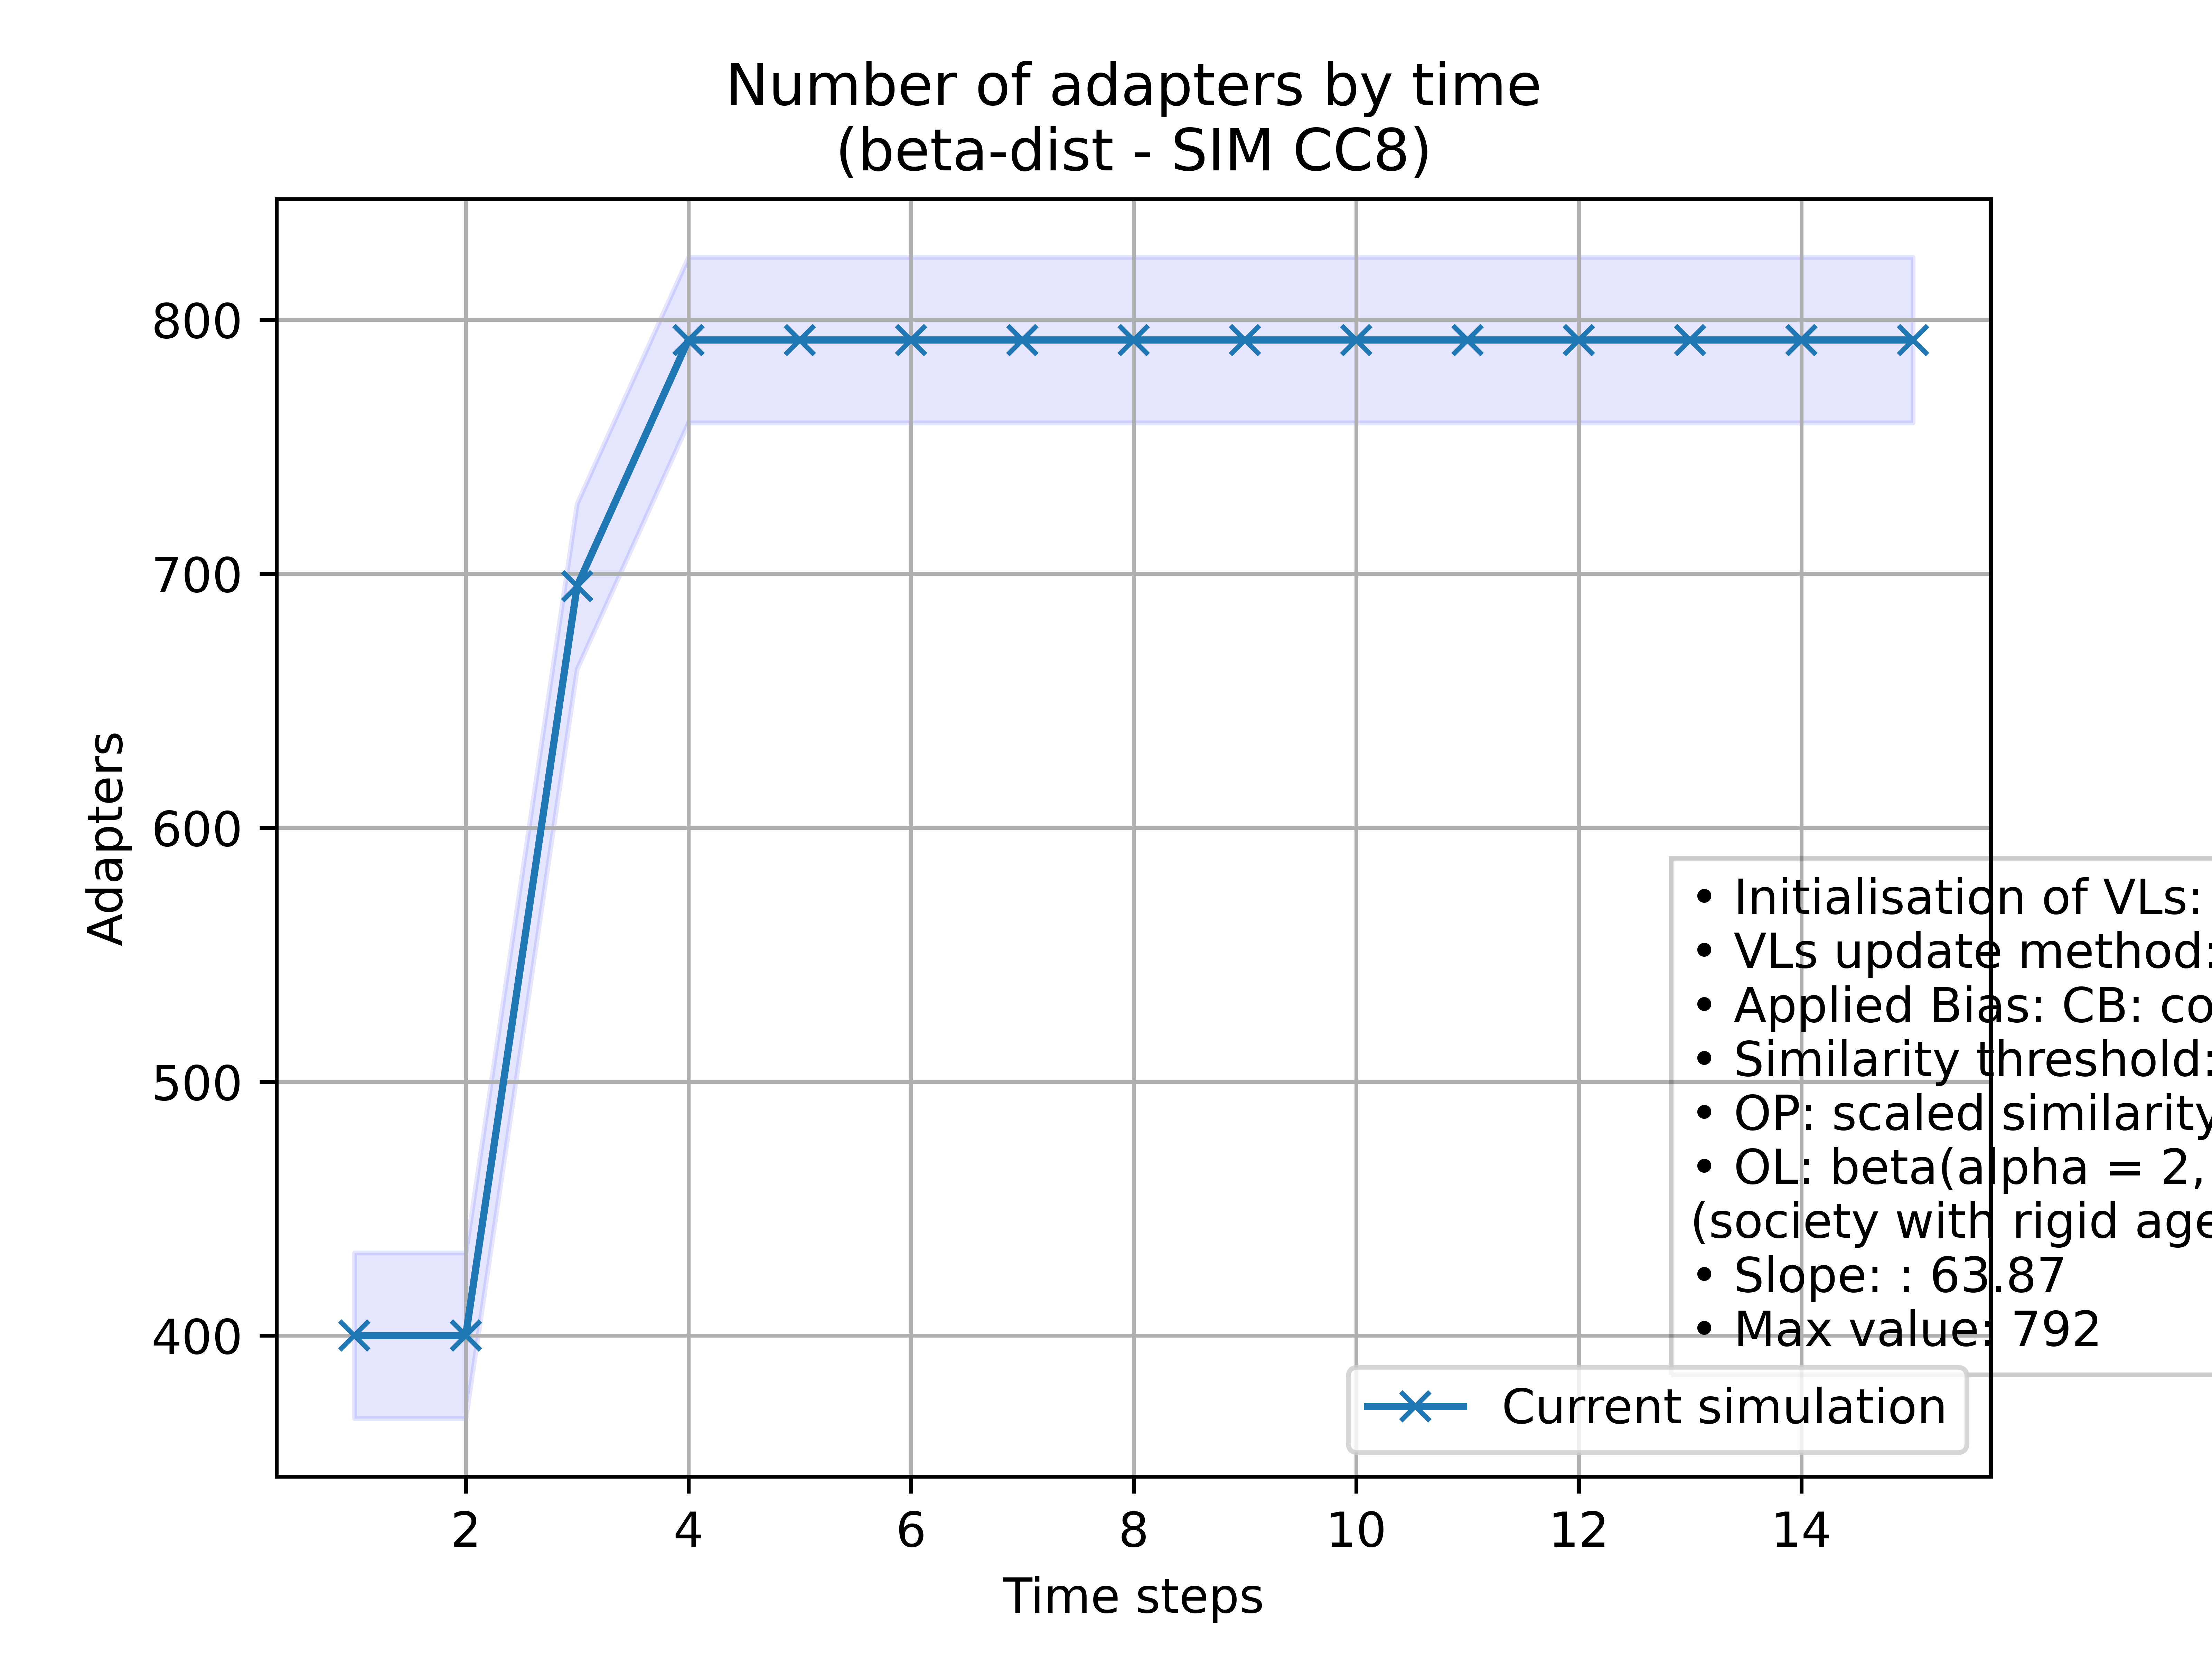 Number of adapters by time
(beta-dist - SIM CC8)
800
700
600
500
400
Adapters
• Initialisation of VLs:
• VLs update method:
• Applied Bias: CB: co
• Similarity threshold:
• OP: scaled similarity
• OL: beta(alpha = 2,
(society with rigid age
• Slope: : 63.87
• Max value: 792
Current simulation
2 4 6 8 10 12 14
Time steps